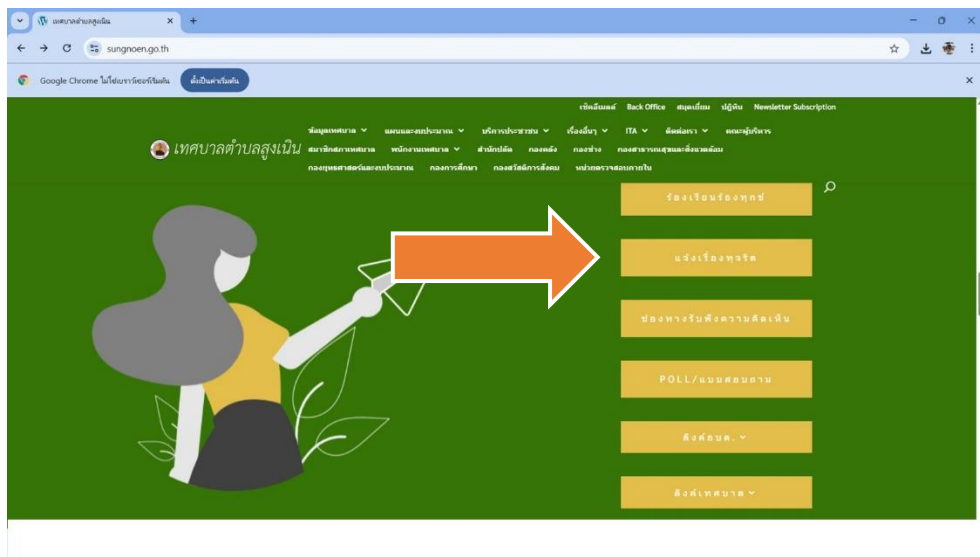 เทศบาลตำบลสูงเนิน
sungnoen.go.th
Google Chrome ไม่ใช่เบราว์เซอร์เริ่มต้น ตั้งเป็นค่าเริ่มต้น
เช็คอีเมลล์ Back Office สมุดเยี่ยม ปฏิทิน Newsletter Subscription
ข้อมูลเทศบาล แผนและงบประมาณ บริการประชาชน เรื่องอื่นๆ ITA ติดต่อเรา คณะผู้บริหาร
เทศบาลตำบลสูงเนิน
สมาชิกสภาเทศบาล พนักงานเทศบาล สำนักปลัด กองคลัง กองช่าง กองสาธารณสุขและสิ่งแวดล้อม
กองยุทธศาสตร์และงบประมาณ กองการศึกษา กองสวัสดิการสังคม หน่วยตรวจสอบภายใน
ร้องเรียนร้องทุกข์
แจ้งเรื่องทุจริต
ช่องทางรับฟังความคิดเห็น
POLL/แบบสอบถาม
ลิงค์อบต.
ลิงค์เทศบาล